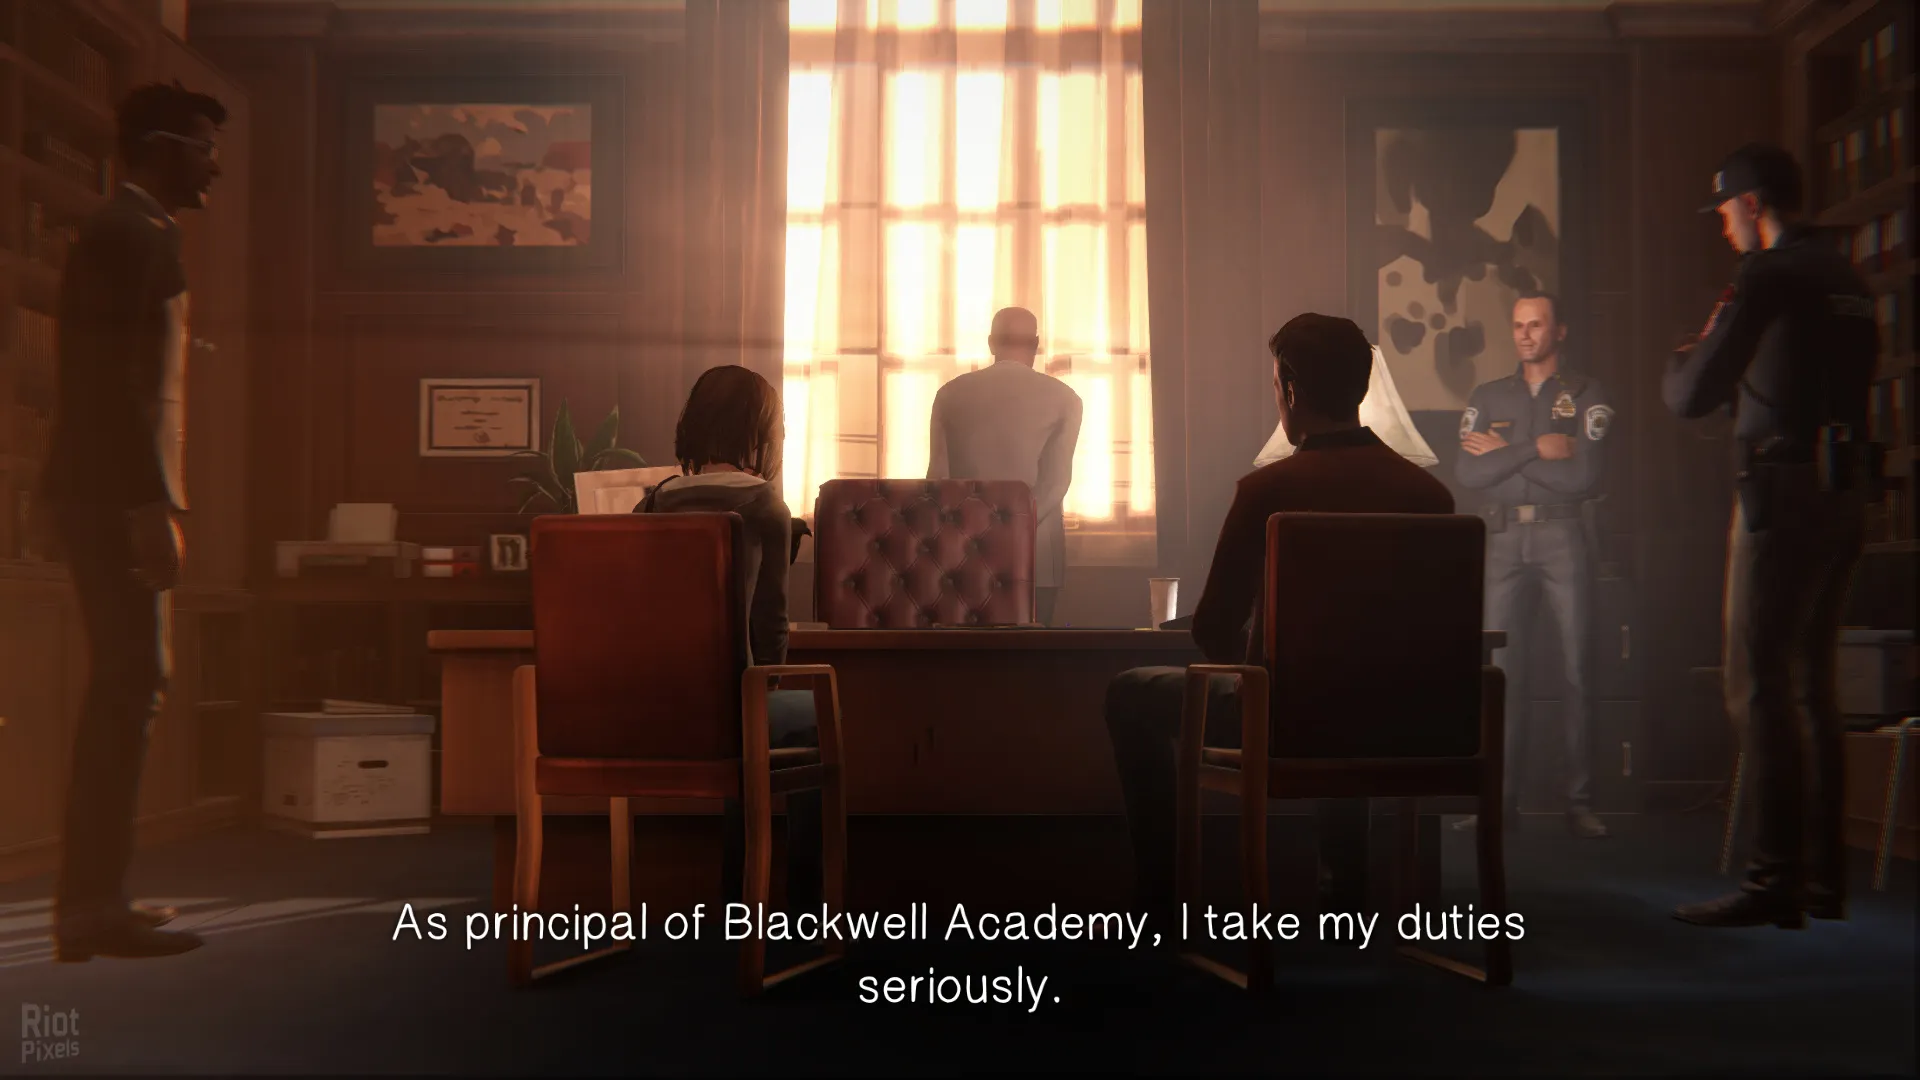 As principal of Blackwell Academy, I take my duties
seriously.
Riot
Pixels